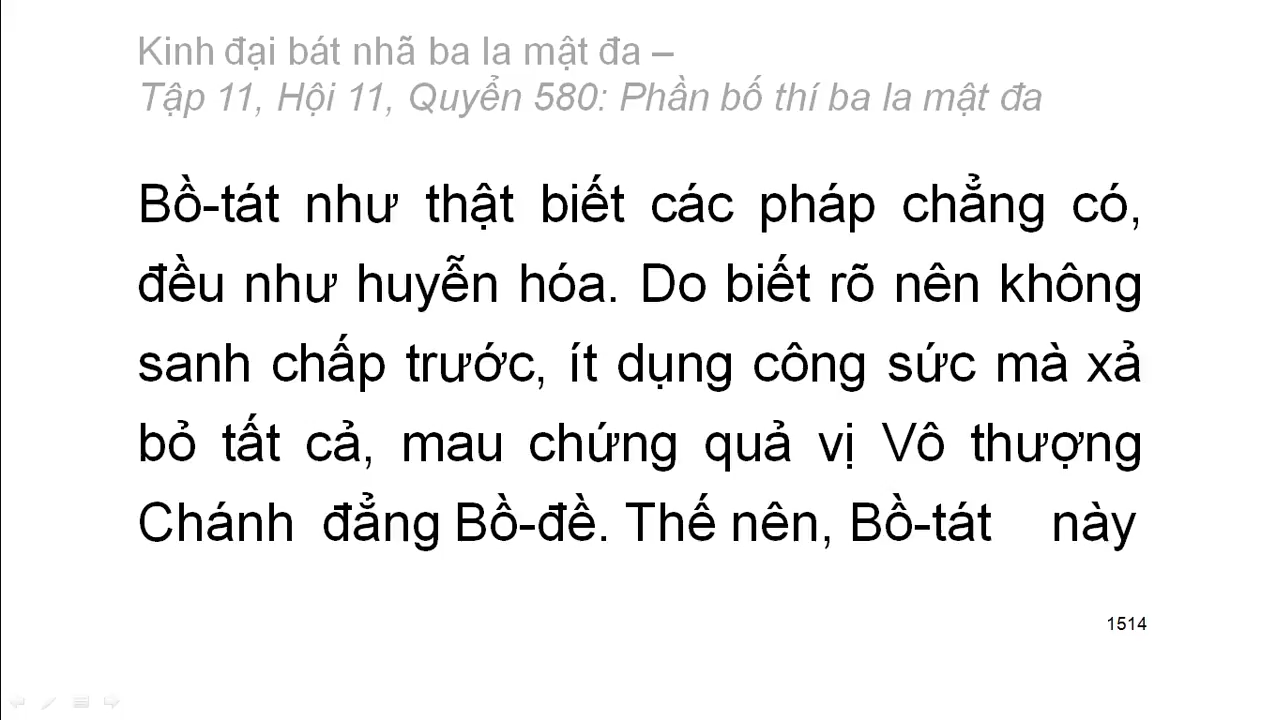 Kinh đại bát nhã ba la mật đa –
Tập 11, Hội 11, Quyển 580: Phần bố thí ba la mật đa
Bồ-tát như thật biết các pháp chẳng có,
đều như huyễn hóa. Do biết rõ nên không
sanh chấp trước, ít dụng công sức mà xả
bỏ tất cả, mau chứng quả vị Vô thượng
Chánh đẳng Bồ-đề. Thế nên, Bồ-tát này
1514